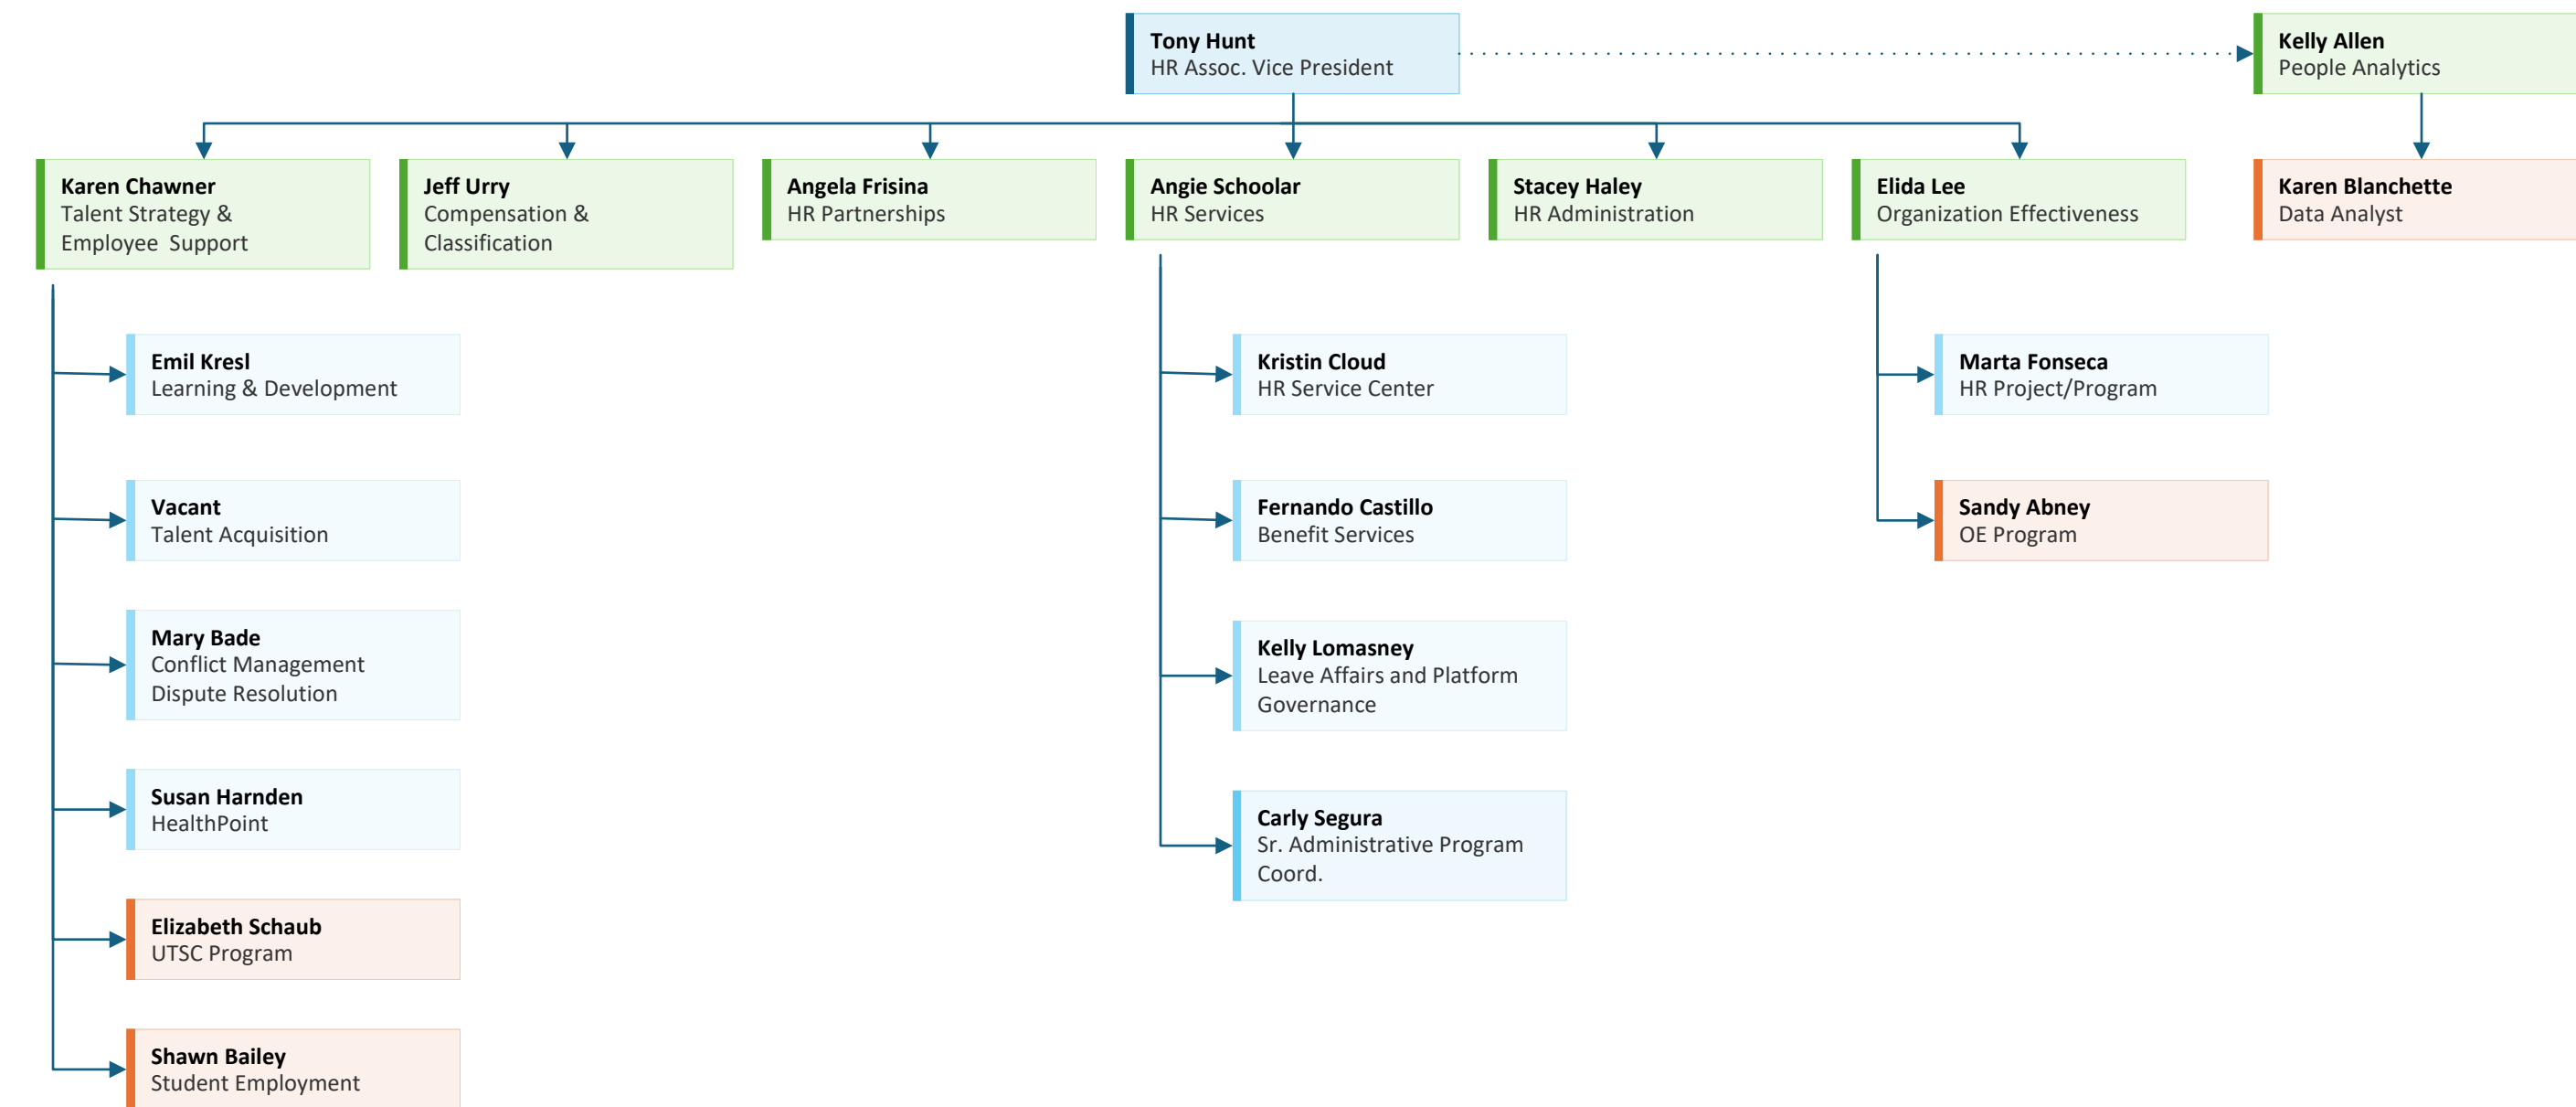 Tony Hunt
HR Assoc. Vice President
Kelly Allen
People Analytics
Karen Chawner
Talent Strategy &
Employee  Support
Jeff Urry
Compensation &
Classification
Angela Frisina
HR Partnerships
Angie Schoolar
HR Services
Stacey Haley
HR Administration
Elida Lee
Organization Effectiveness
Karen Blanchette
Data Analyst
Emil Kresl
Learning & Development
Vacant
Talent Acquisition
Mary Bade
Conflict Management
Dispute Resolution
Susan Harnden
HealthPoint
Elizabeth Schaub
UTSC Program
Shawn Bailey
Student Employment
Kristin Cloud
HR Service Center
Fernando Castillo
Benefit Services
Kelly Lomasney
Leave Affairs and Platform
Governance
Carly Segura
Sr. Administrative Program
Coord.
Marta Fonseca
HR Project/Program
Sandy Abney
OE Program